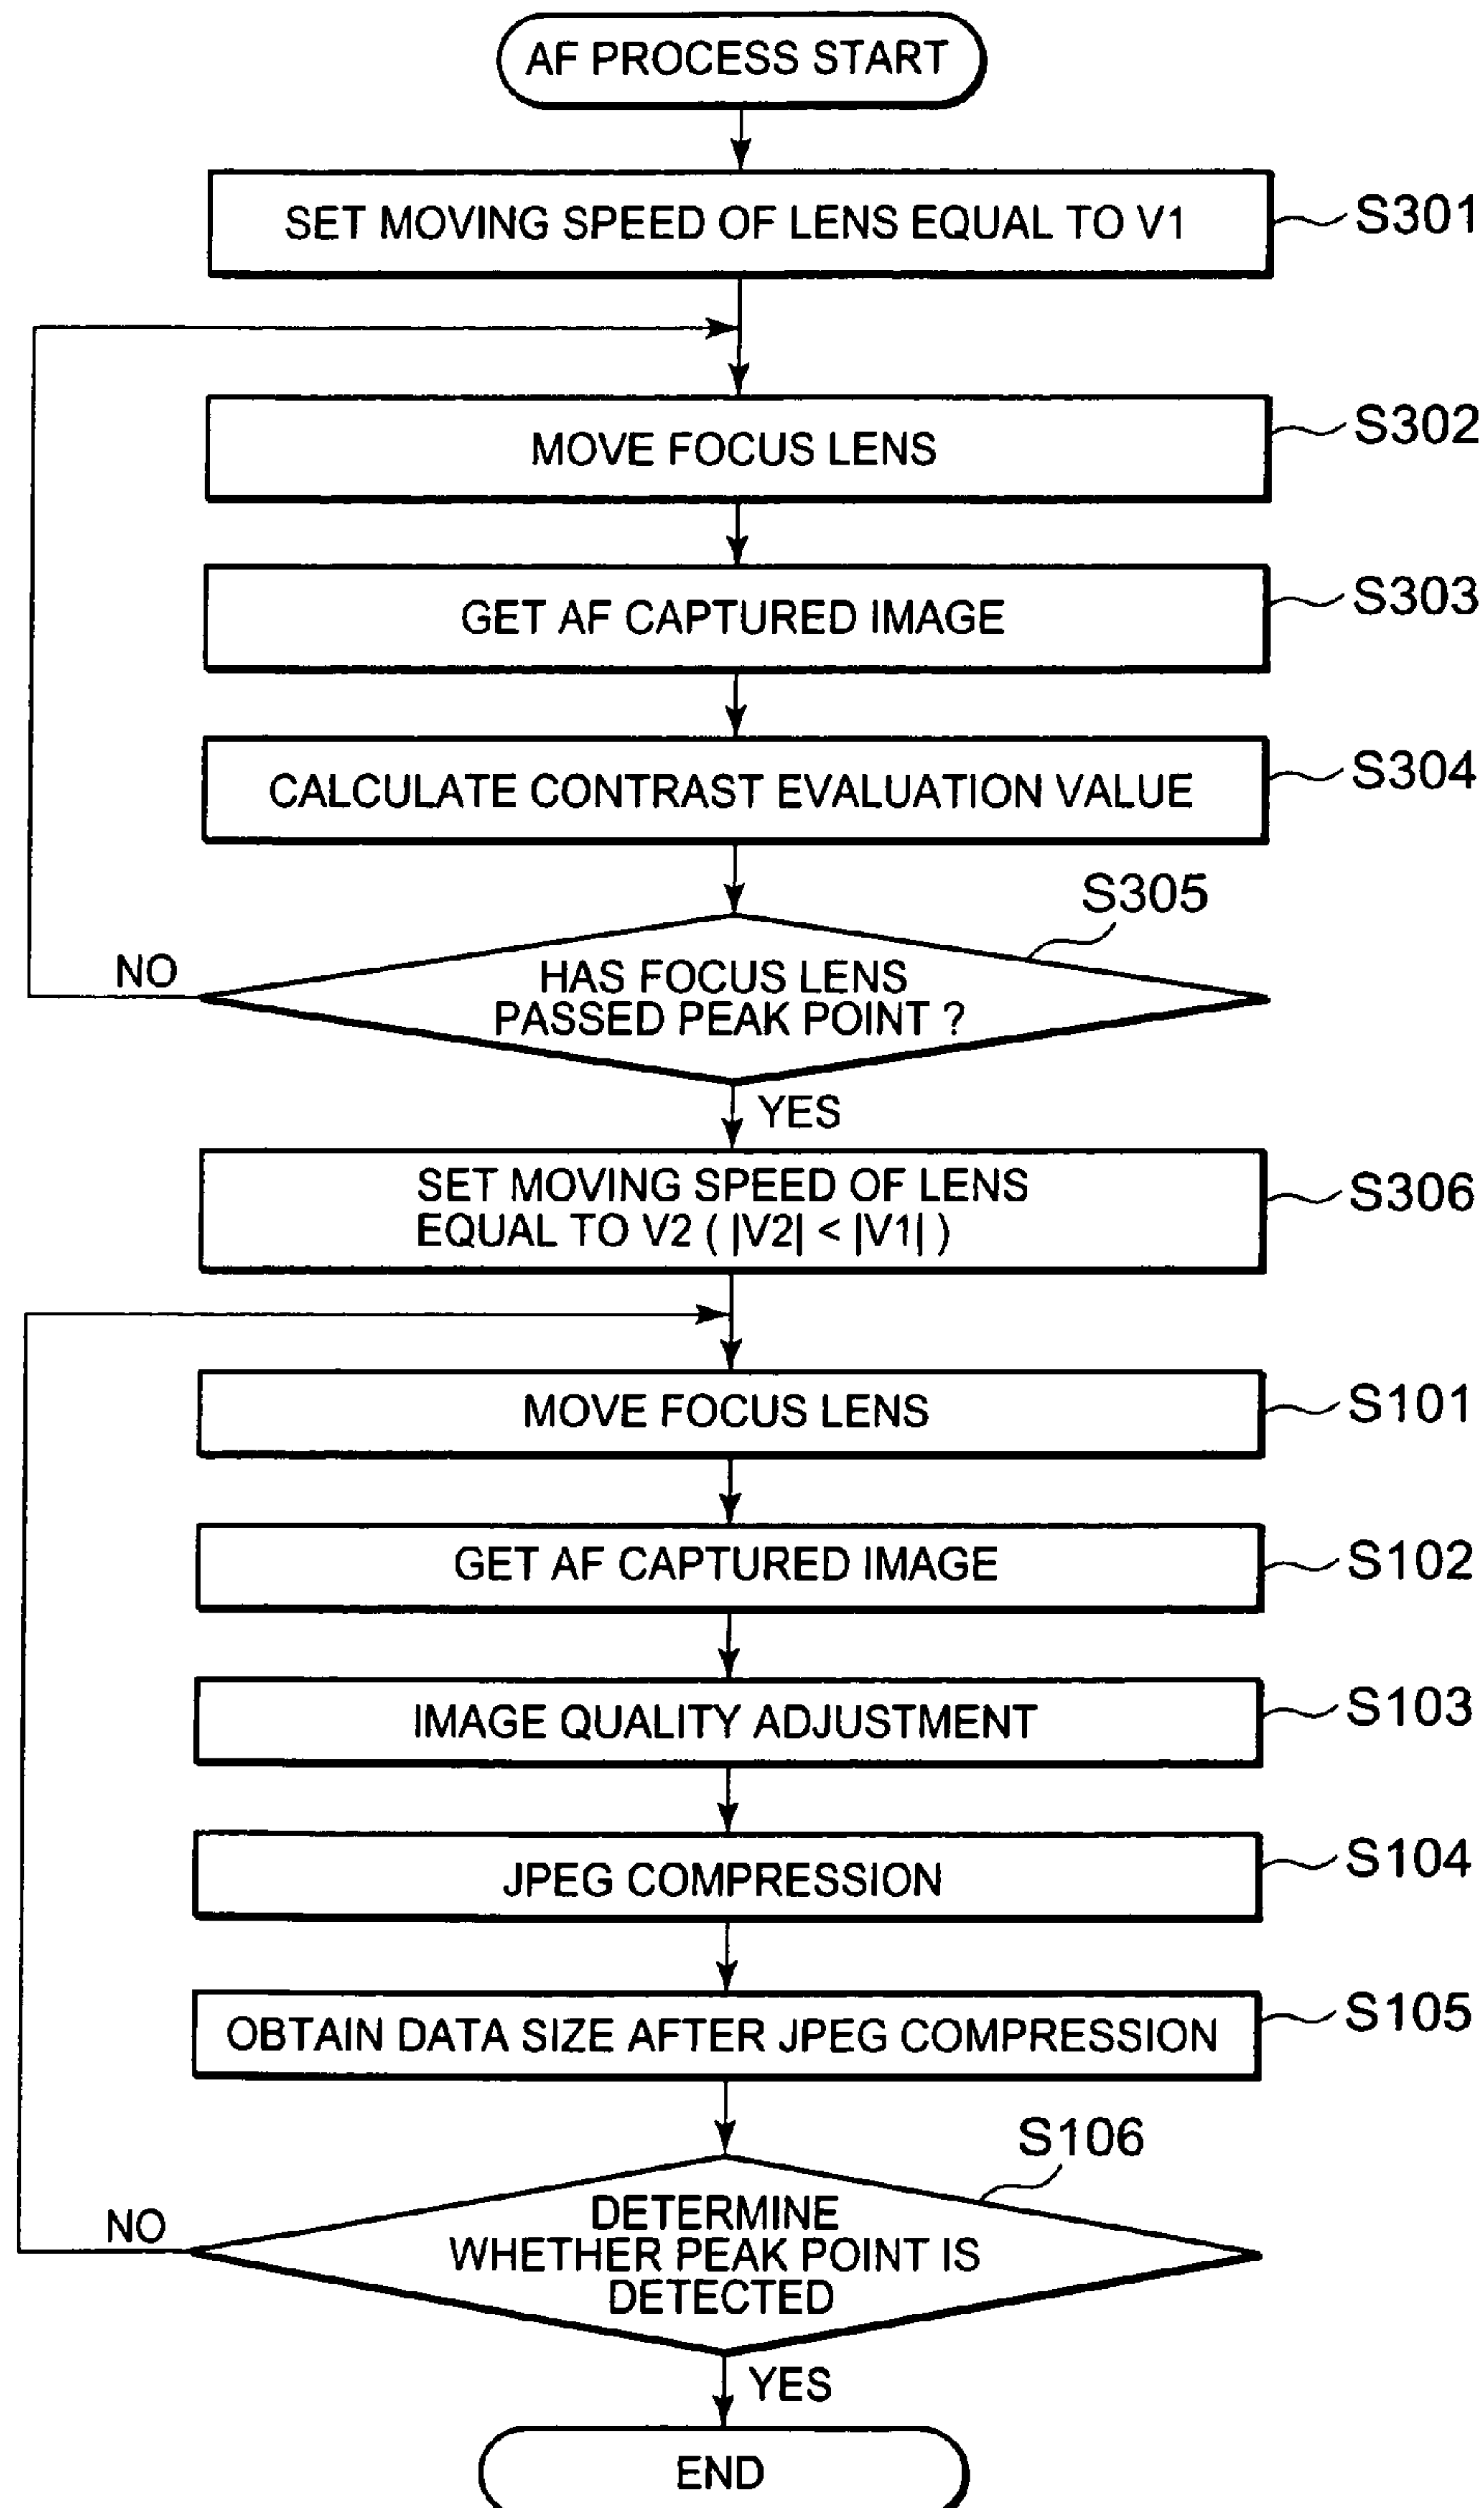 AF PROCESS START
SET MOVING SPEED OF LENS EQUAL TO V1
S301
MOVE FOCUS LENS
S302
GET AF CAPTURED IMAGE
S303
CALCULATE CONTRAST EVALUATION VALUE
S304
S305
HAS FOCUS LENS
PASSED PEAK POINT ?
NO
YES
SET MOVING SPEED OF LENS
EQUAL TO V2 ( |V2| < |V1| )
S306
MOVE FOCUS LENS
S101
GET AF CAPTURED IMAGE
S102
IMAGE QUALITY ADJUSTMENT
S103
JPEG COMPRESSION
S104
OBTAIN DATA SIZE AFTER JPEG COMPRESSION
S105
S106
DETERMINE
WHETHER PEAK POINT IS
DETECTED
NO
YES
END